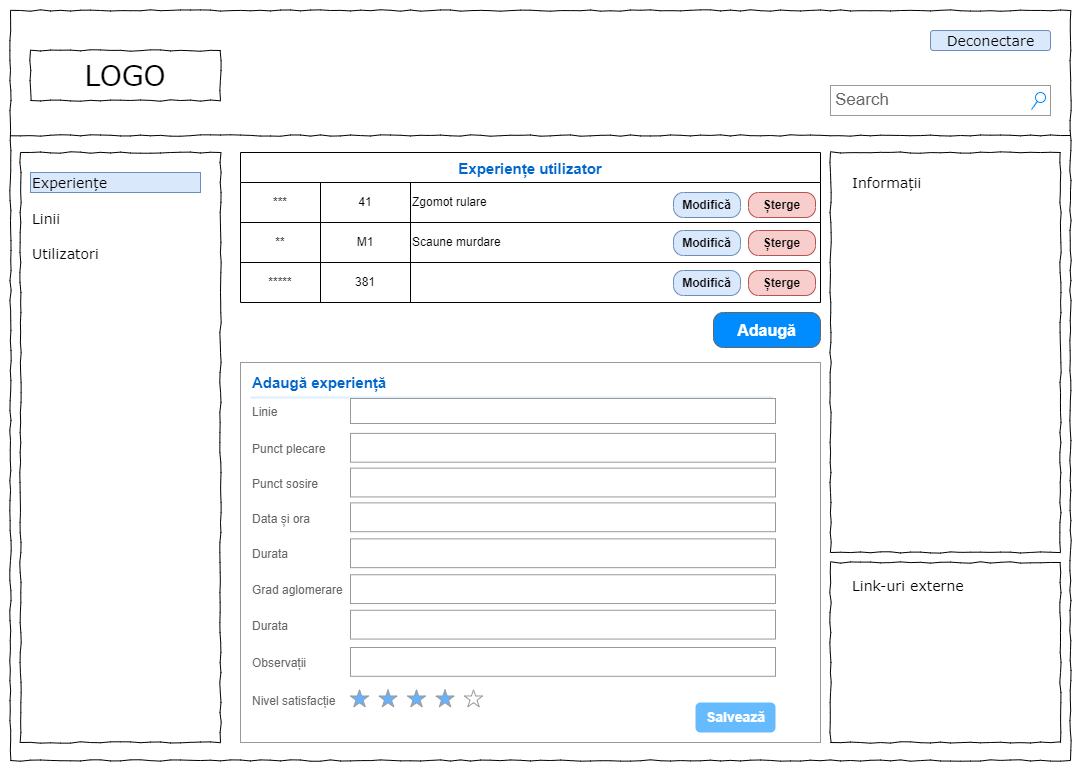 Deconectare
LOGO
Search
Experiențe
Linii
Utilizatori
Experiențe utilizator
*** 41 Zgomot rulare Modifică Șterge
** M1 Scaune murdare Modifică Șterge
***** 381 Modifică Șterge
Adaugă
Adaugă experiență
Linie
Punct plecare
Punct sosire
Data și ora
Durata
Grad aglomerare
Durata
Observații
Nivel satisfacție
Salvează
Informații
Link-uri externe